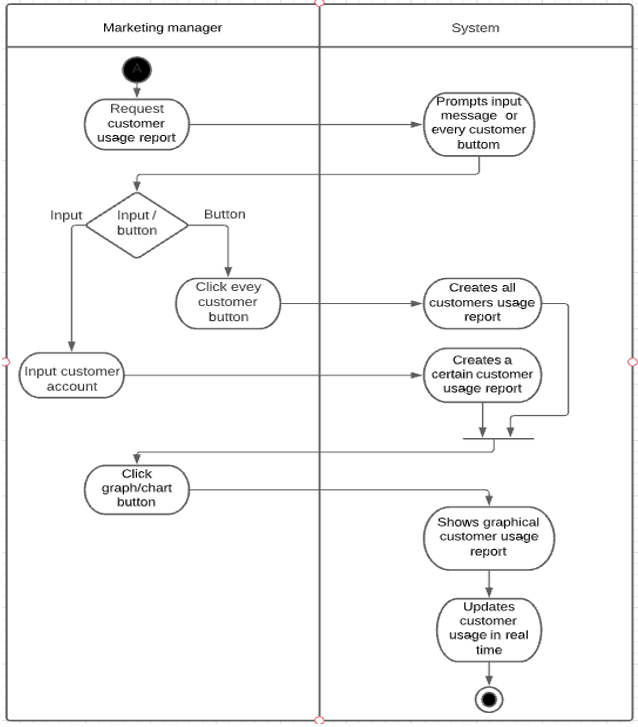 Marketing manager
System
A
Request
customer
usage report
Prompts input
message or
every customer
buttom
Input
Input /
button
Button
Click evey
customer
button
Creates all
customers usage
report
Input customer
account
Creates a
certain customer
usage report
Click
graph/chart
button
Shows graphical
customer usage
report
Updates
customer
usage in real
time